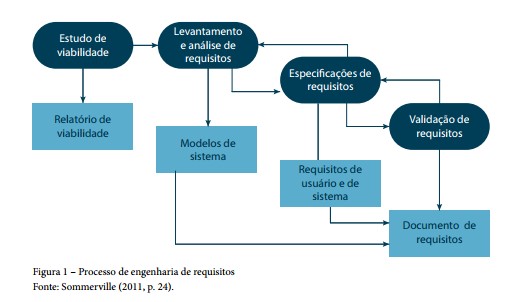 Estudo de
viabilidade
Levantamento
e análise de
requisitos
Especificações de
requisitos
Validação de
requisitos
Relatório de
viabilidade
Modelos de
sistema
Requisitos de
usuário e de
sistema
Documento de
requisitos
Figura 1 – Processo de engenharia de requisitos
Fonte: Sommerville (2011, p. 24).